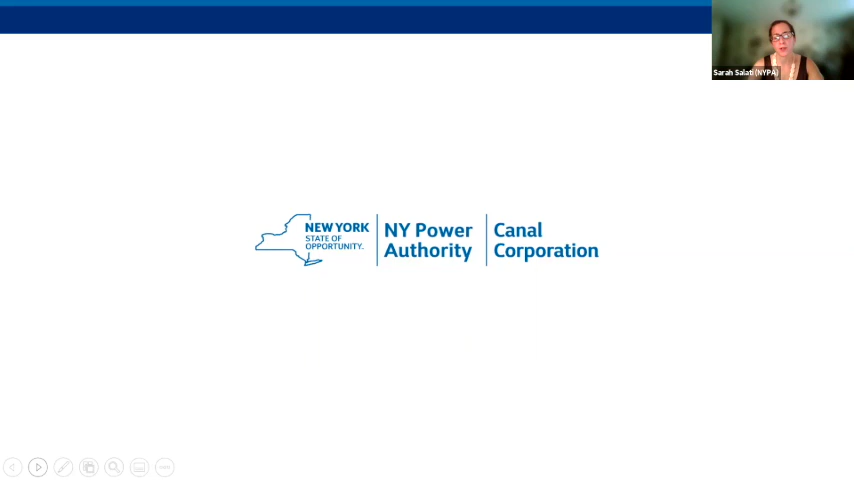 Sarah Salati (NYPA)
NEW YORK
STATE OF
OPPORTUNITY.
NY Power
Authority
Canal
Corporation